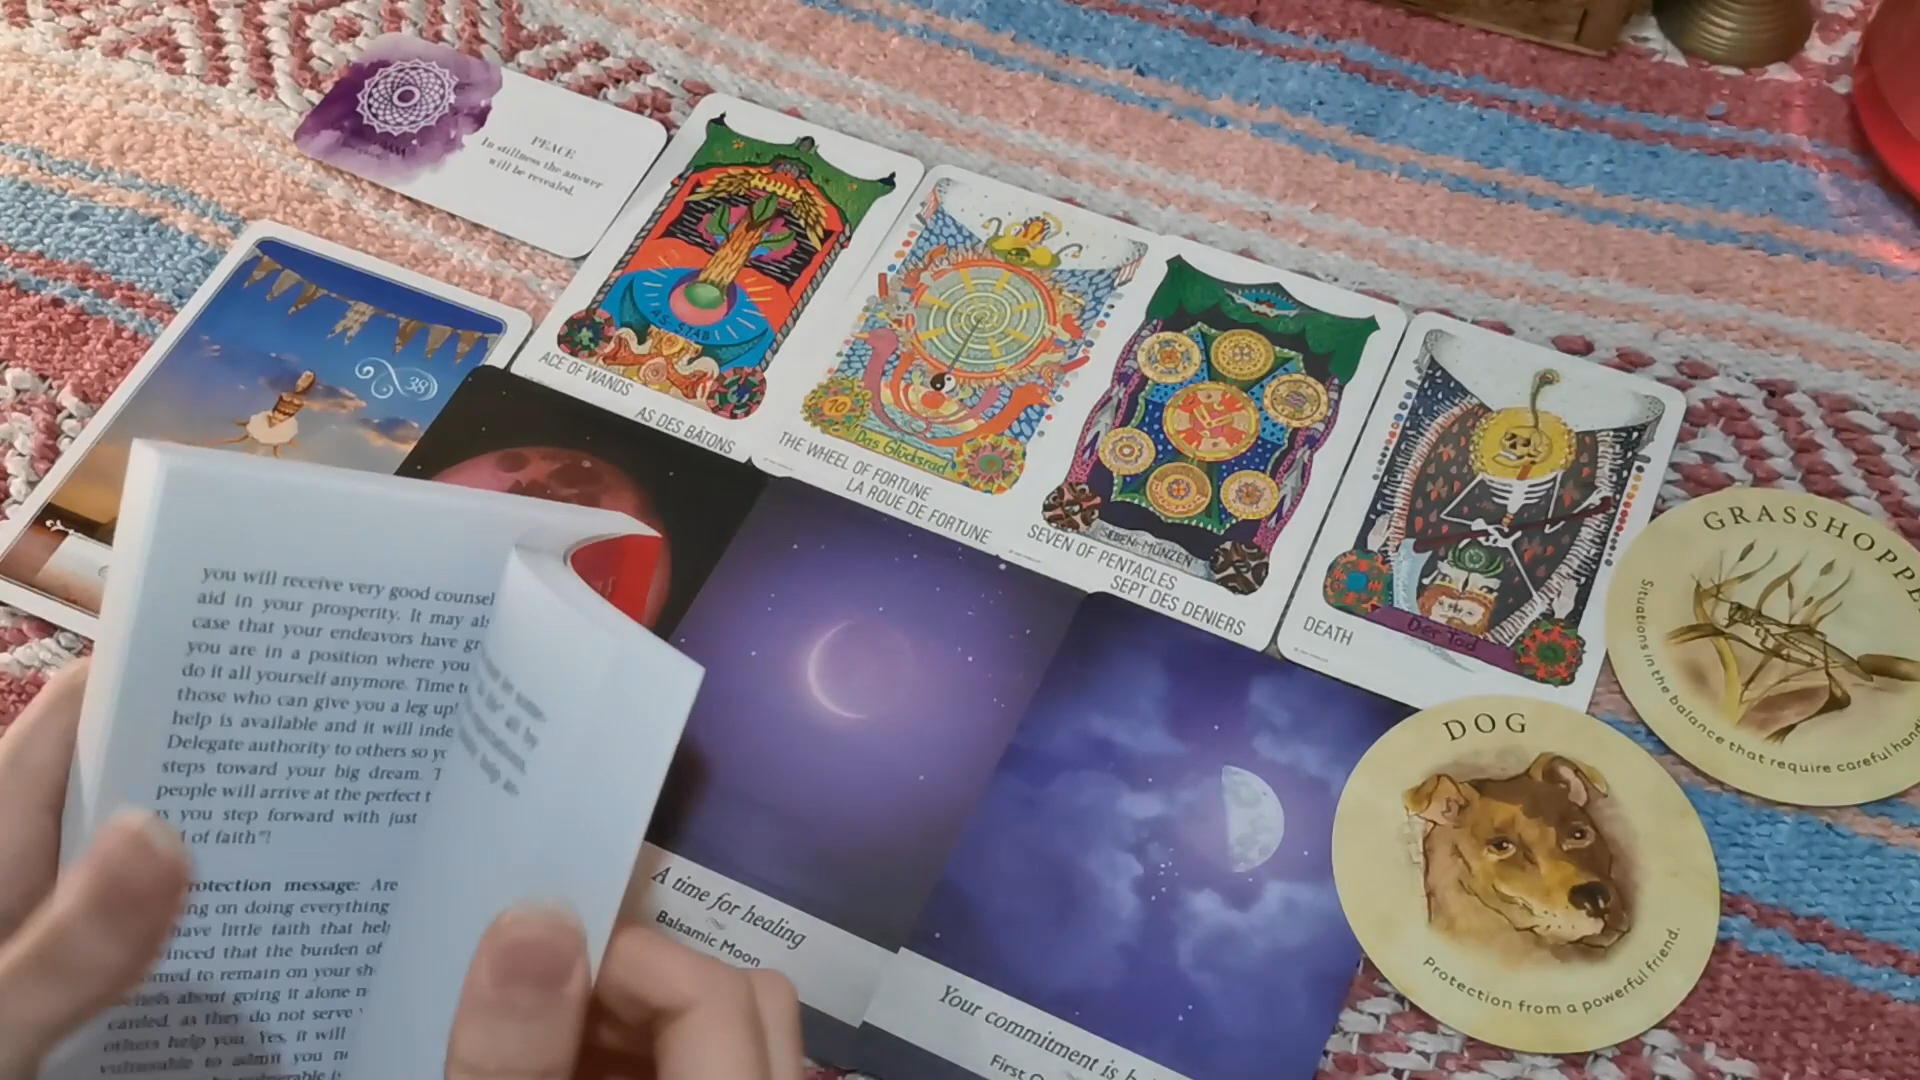 PEACE
In stillness the answer
will be revealed.
38
AS STAB
ACE OF WANDS
AS DES BÂTONS
10
Das Glücksrad
THE WHEEL OF FORTUNE
LA ROUE DE FORTUNE
SIEBEN MÜNZEN
SEVEN OF PENTACLES
SEPT DES DENIERS
Der Tod
DEATH
GRASSHOPPE
Situations in the balance that require careful hand
DOG
Protection from a powerful friend.
A time for healing
Balsamic Moon
Your commitment is b
First
you will receive very good counsel
aid in your prosperity. It may al
case that your endeavors have gr
you are in a position where you
do it all yourself anymore. Time t
those who can give you a leg up!
help is available and it will inde
Delegate authority to others so yo
steps toward your big dream. T
people will arrive at the perfect t
as you step forward with just
of faith"!
rotection message: Are
ng on doing everything
have little faith that hel
inced that the burden of
med to remain on your sh
about going it alone n
carded, as they do not serve
others help you. Yes, it will
vulnerable to admit you n